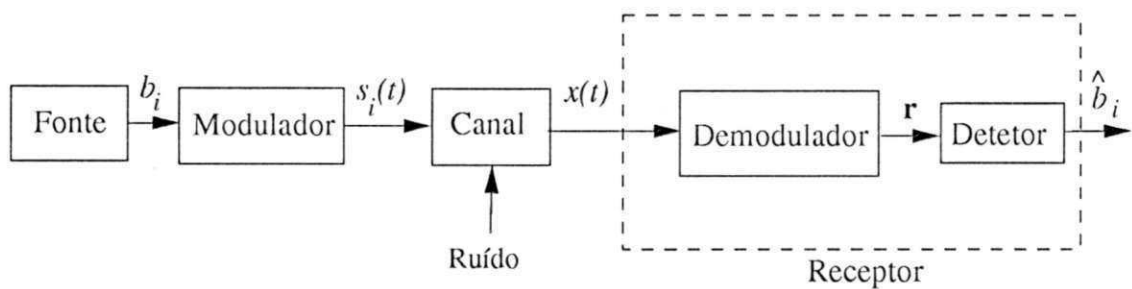 Fonte
b_i
Modulador
s_i(t)
Canal
x(t)
Demodulador
r
Detetor
b̂_i
Ruído
Receptor